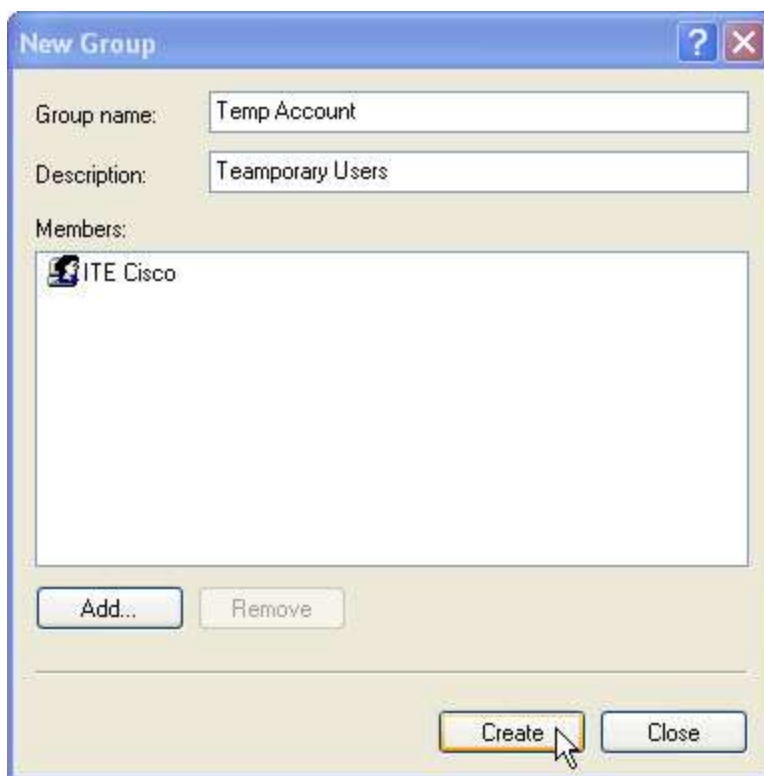 New Group
Group name: Temp Account
Description: Teamporary Users
Members:
ITE Cisco
Add... Remove
Create Close